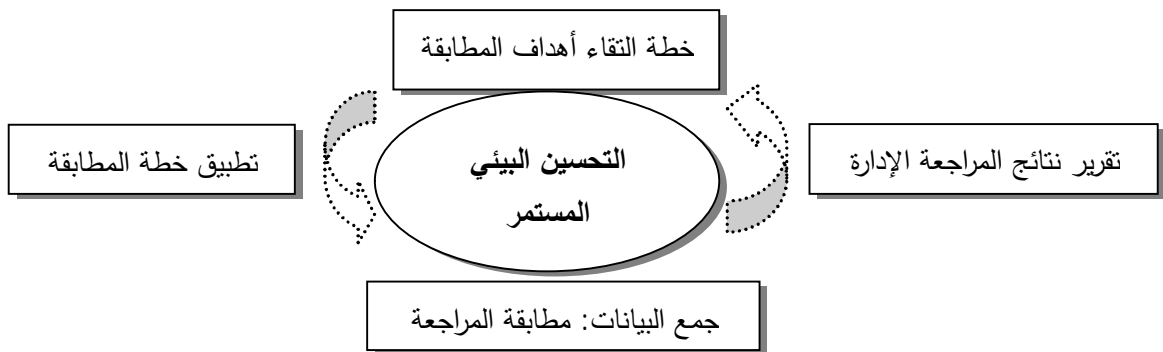 خطة التقاء أهداف المطابقة
تقرير نتائج المراجعة الإدارة
التحسين البيئي
المستمر
تطبيق خطة المطابقة
جمع البيانات: مطابقة المراجعة